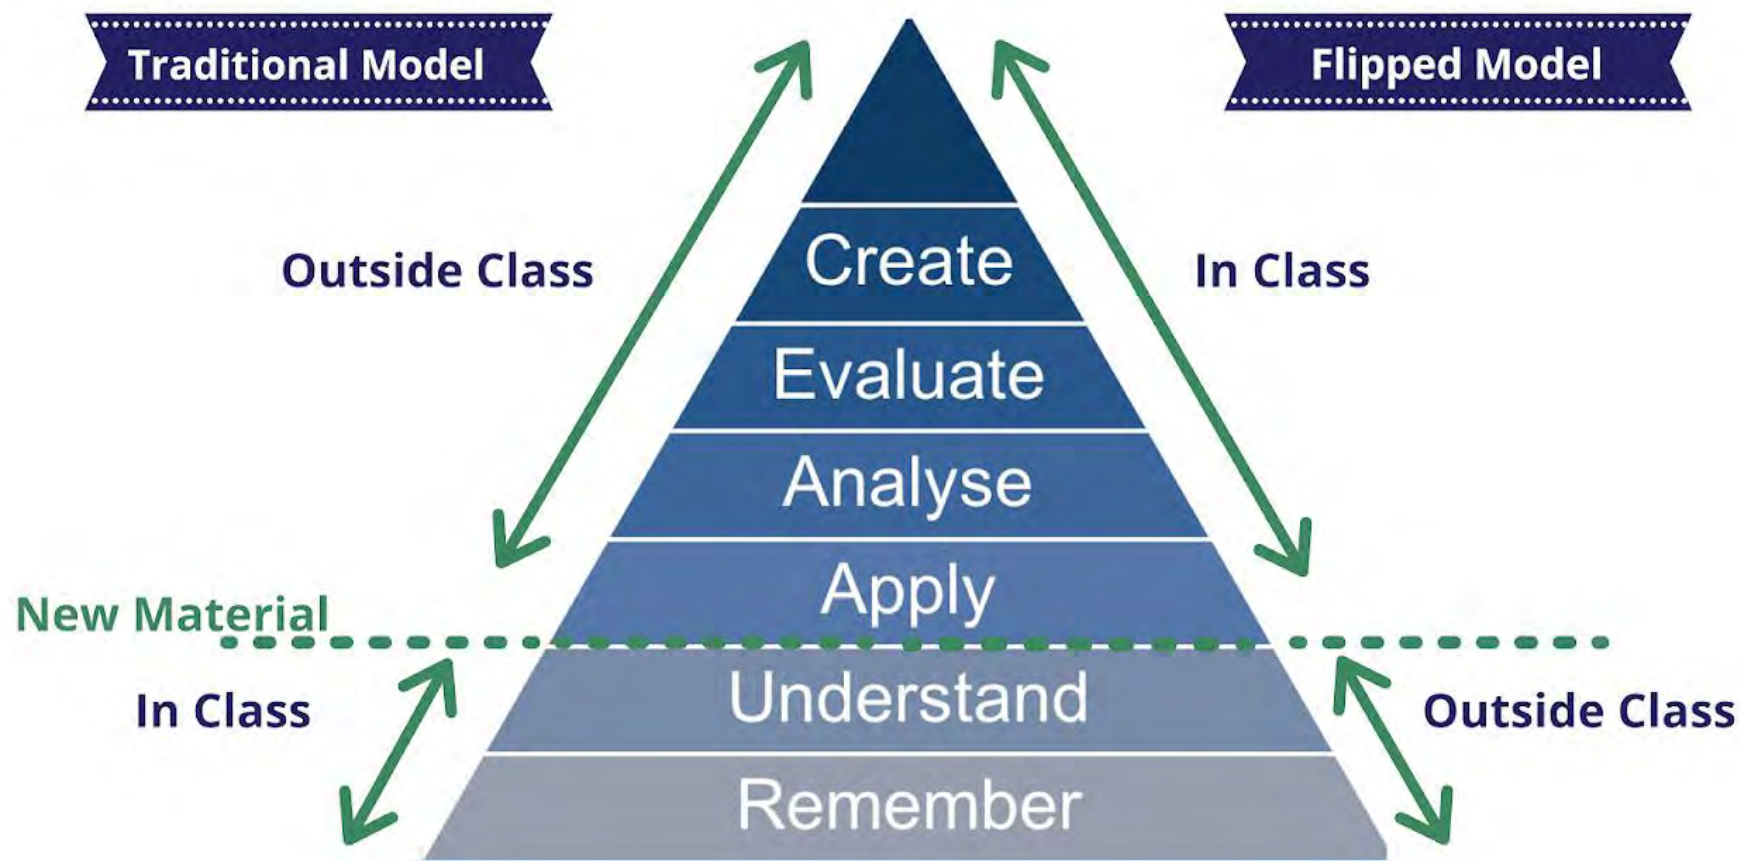 Traditional Model
Flipped Model
Outside Class
In Class
Create
Evaluate
Analyse
Apply
New Material
Understand
In Class
Outside Class
Remember